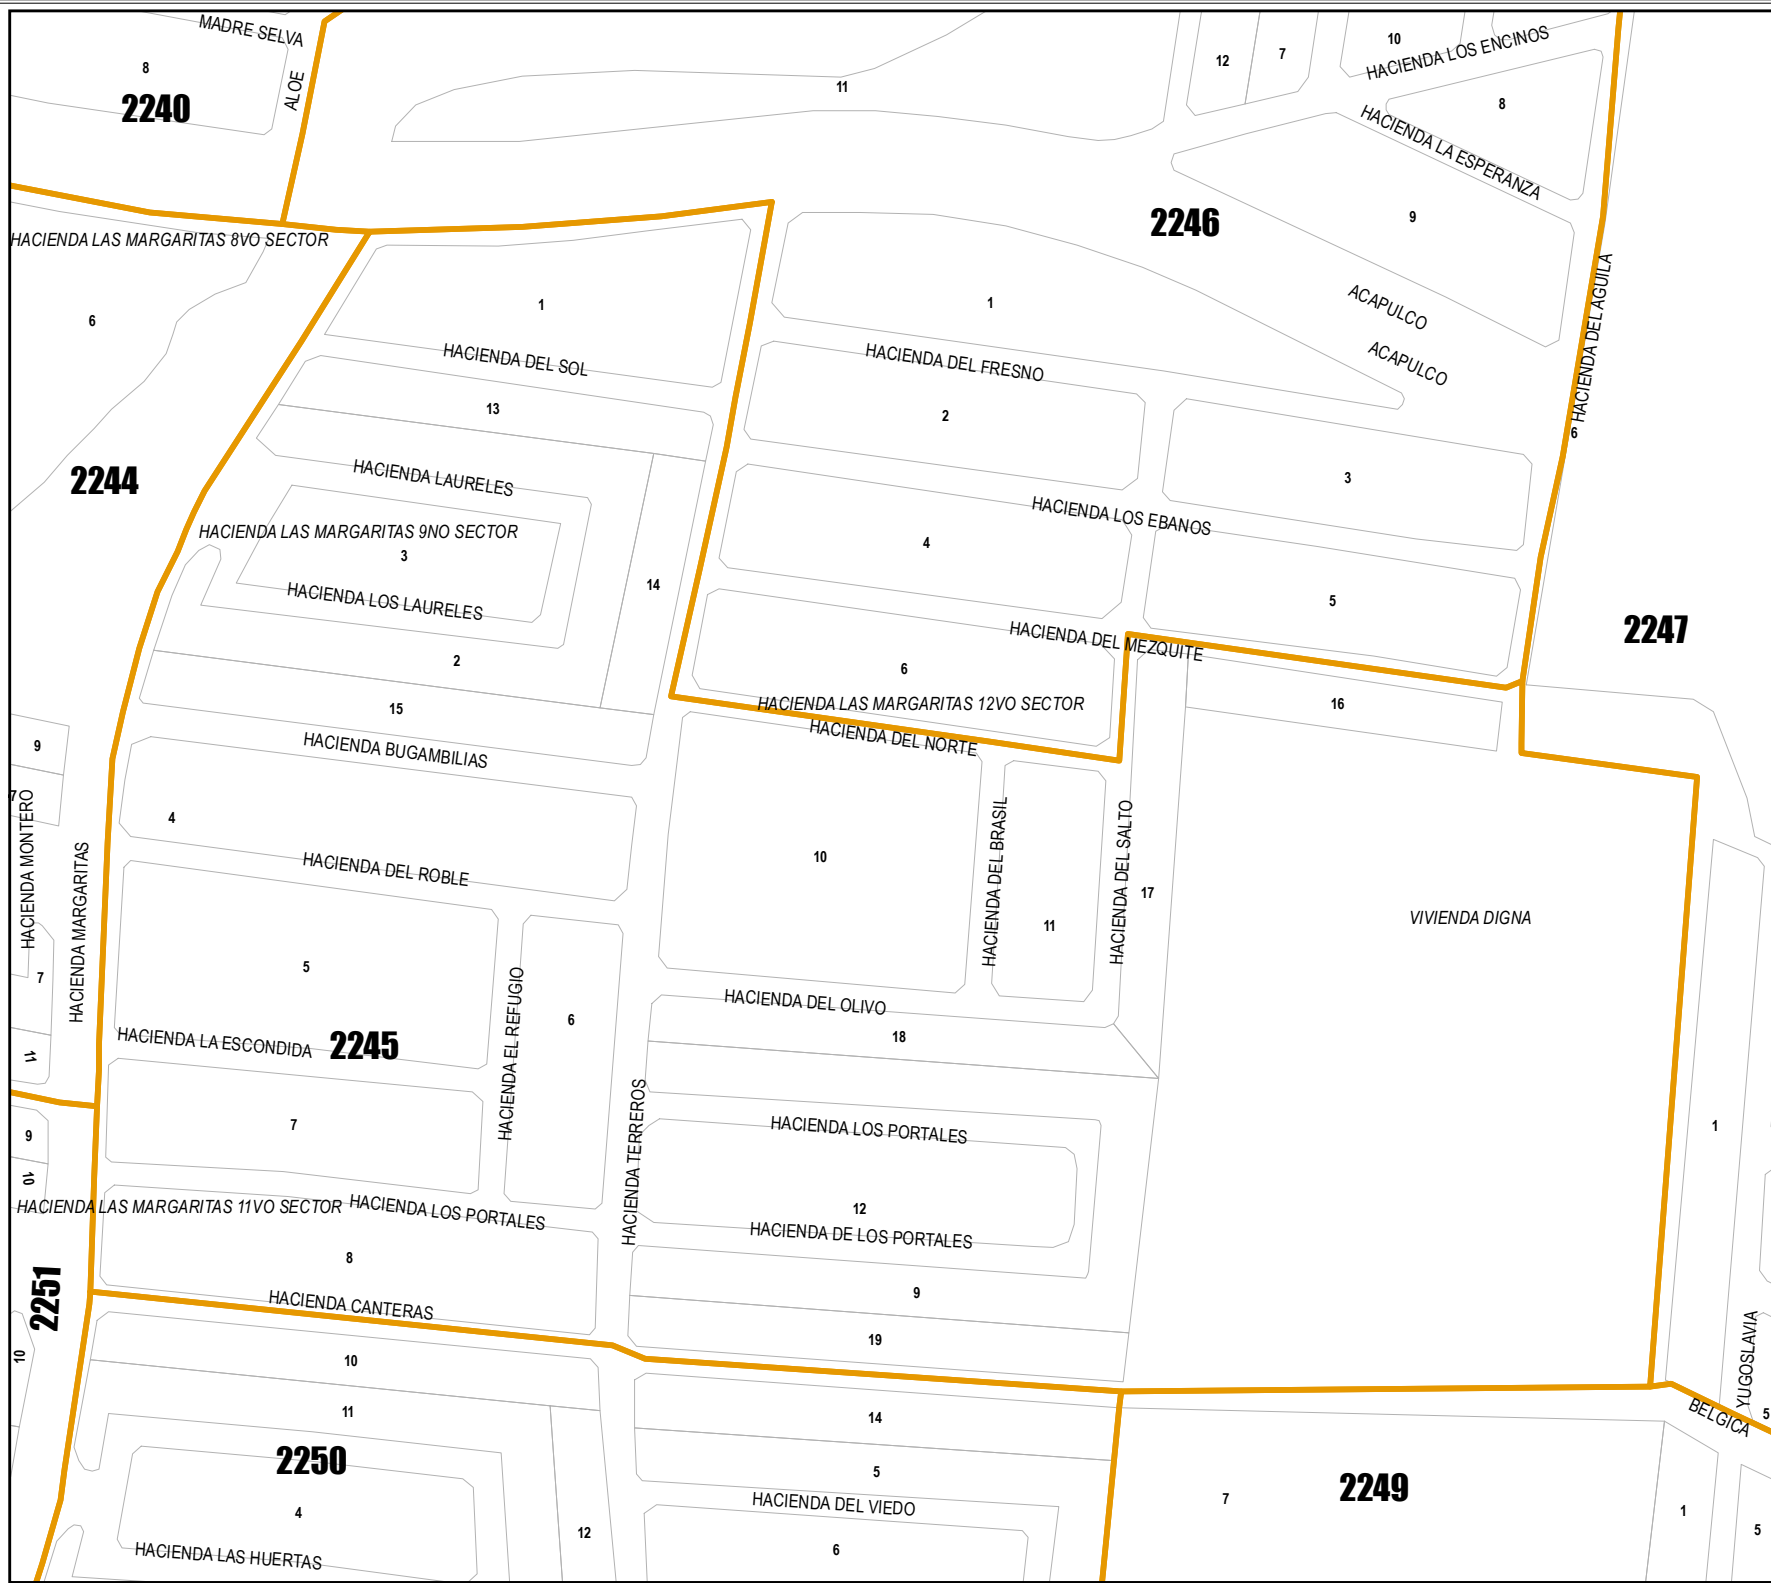 MADRE SELVA
8
2240
ALOE
11
12
7
10
HACIENDA LOS ENCINOS
8
HACIENDA LA ESPERANZA
9
2246
HACIENDA LAS MARGARITAS 8VO SECTOR
6
1
1
ACAPULCO
ACAPULCO
HACIENDA DEL AGUILA
6
HACIENDA DEL SOL
HACIENDA DEL FRESNO
13
2
3
2244
HACIENDA LAURELES
HACIENDA LOS EBANOS
HACIENDA LAS MARGARITAS 9NO SECTOR
3
4
14
HACIENDA LOS LAURELES
5
2247
HACIENDA DEL MEZQUITE
2
6
15
HACIENDA LAS MARGARITAS 12VO SECTOR
16
HACIENDA DEL NORTE
HACIENDA BUGAMBILIAS
9
7
HACIENDA MONTERO
4
HACIENDA MARGARITAS
HACIENDA DEL ROBLE
10
HACIENDA DEL BRASIL
HACIENDA DEL SALTO
17
11
VIVIENDA DIGNA
7
5
HACIENDA EL REFUGIO
6
HACIENDA DEL OLIVO
18
HACIENDA LA ESCONDIDA
2245
11
7
HACIENDA TERREROS
HACIENDA LOS PORTALES
1
9
10
HACIENDA LAS MARGARITAS 11VO SECTOR
HACIENDA LOS PORTALES
12
HACIENDA DE LOS PORTALES
8
2251
HACIENDA CANTERAS
9
19
10
10
YUGOSLAVIA
BELGICA
5
11
14
2250
5
2249
7
4
HACIENDA DEL VIEDO
1
5
12
6
HACIENDA LAS HUERTAS